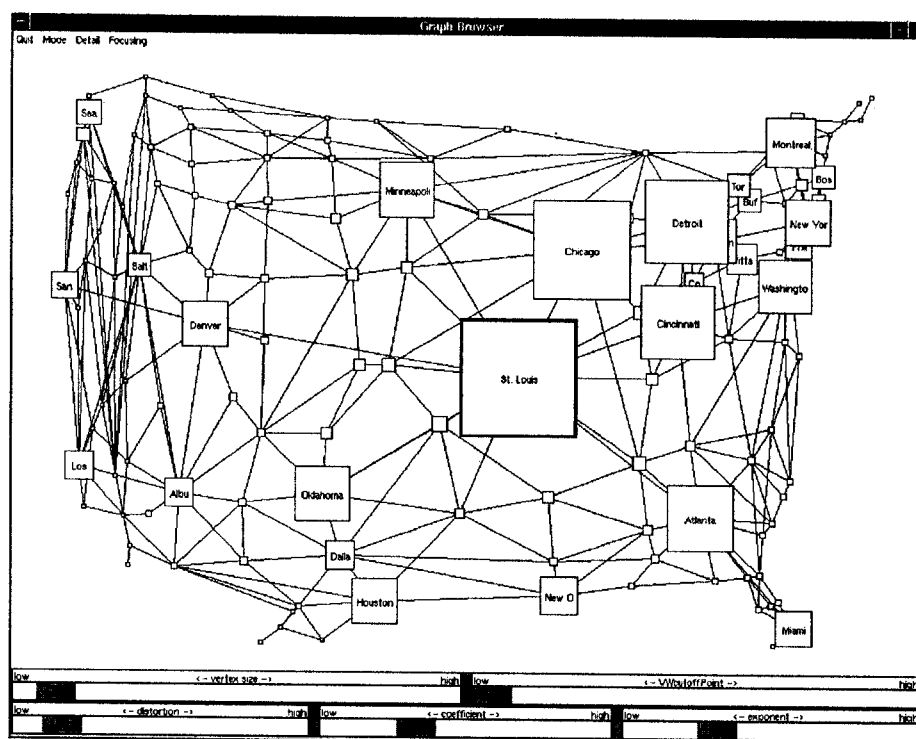 Graph Browser
Quit Mode Detail Focusing
Sea
Montreal
Tor
Bos
Minneapoli
Buf
Detroit
New Yor
Chicago
Salt
San
Co
Washingto
Denver
Cincinnati
St. Louis
Los
Albu
Oklahoma
Atlanta
Dalla
Houston
New O
Miami
low <- vertex size -> high low <- VWcutoffPoint -> high
low <- distortion -> high low <- coefficient -> high low <- exponent -> high